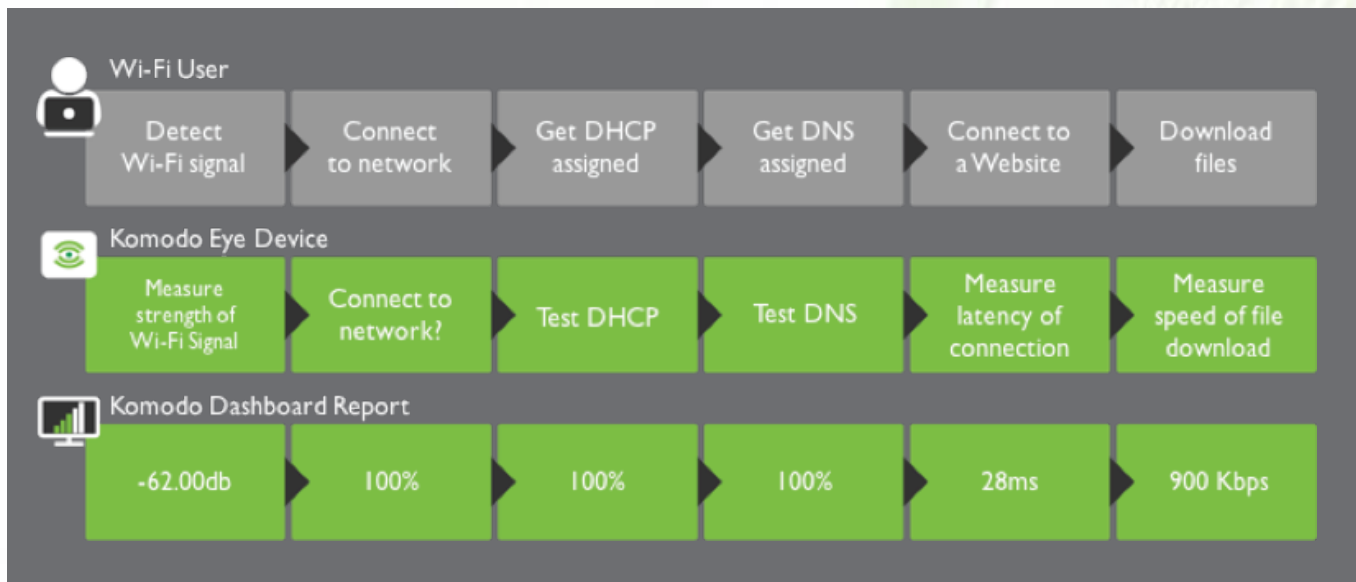 Wi-Fi User
Detect
Wi-Fi signal
Connect
to network
Get DHCP
assigned
Get DNS
assigned
Connect to
a Website
Download
files
Komodo Eye Device
Measure
strength of
Wi-Fi Signal
Connect to
network?
Test DHCP
Test DNS
Measure
latency of
connection
Measure
speed of file
download
Komodo Dashboard Report
-62.00db
100%
100%
100%
28ms
900 Kbps